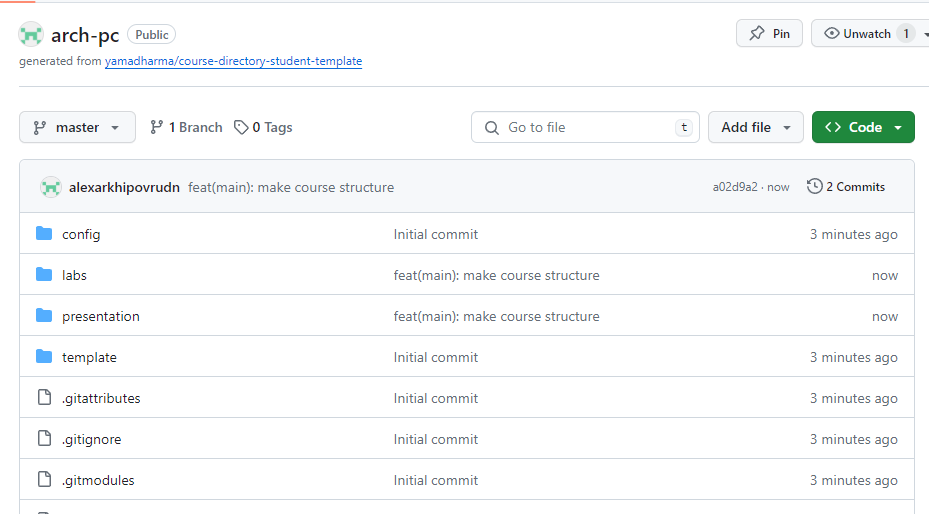 arch-pc Public Pin Unwatch 1
generated from yamadharma/course-directory-student-template
master 1 Branch 0 Tags Go to file t Add file Code
alexarkhipovrudn feat(main): make course structure a02d9a2 · now 2 Commits
config Initial commit 3 minutes ago
labs feat(main): make course structure now
presentation feat(main): make course structure now
template Initial commit 3 minutes ago
.gitattributes Initial commit 3 minutes ago
.gitignore Initial commit 3 minutes ago
.gitmodules Initial commit 3 minutes ago